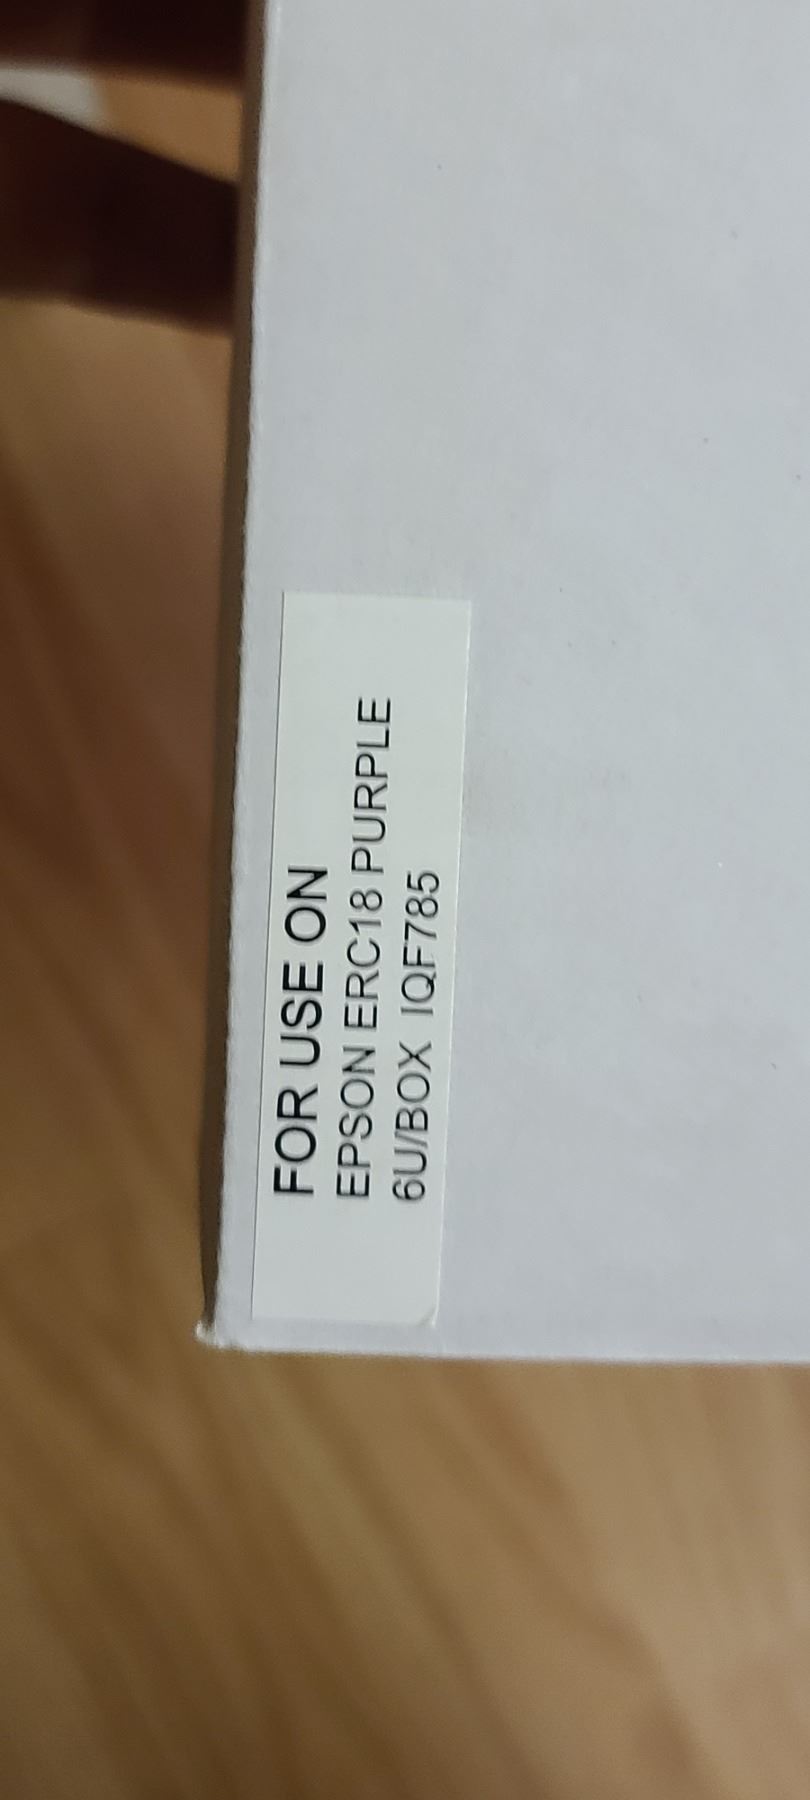 FOR USE ON
EPSON ERC18 PURPLE
6U/BOX IQF785